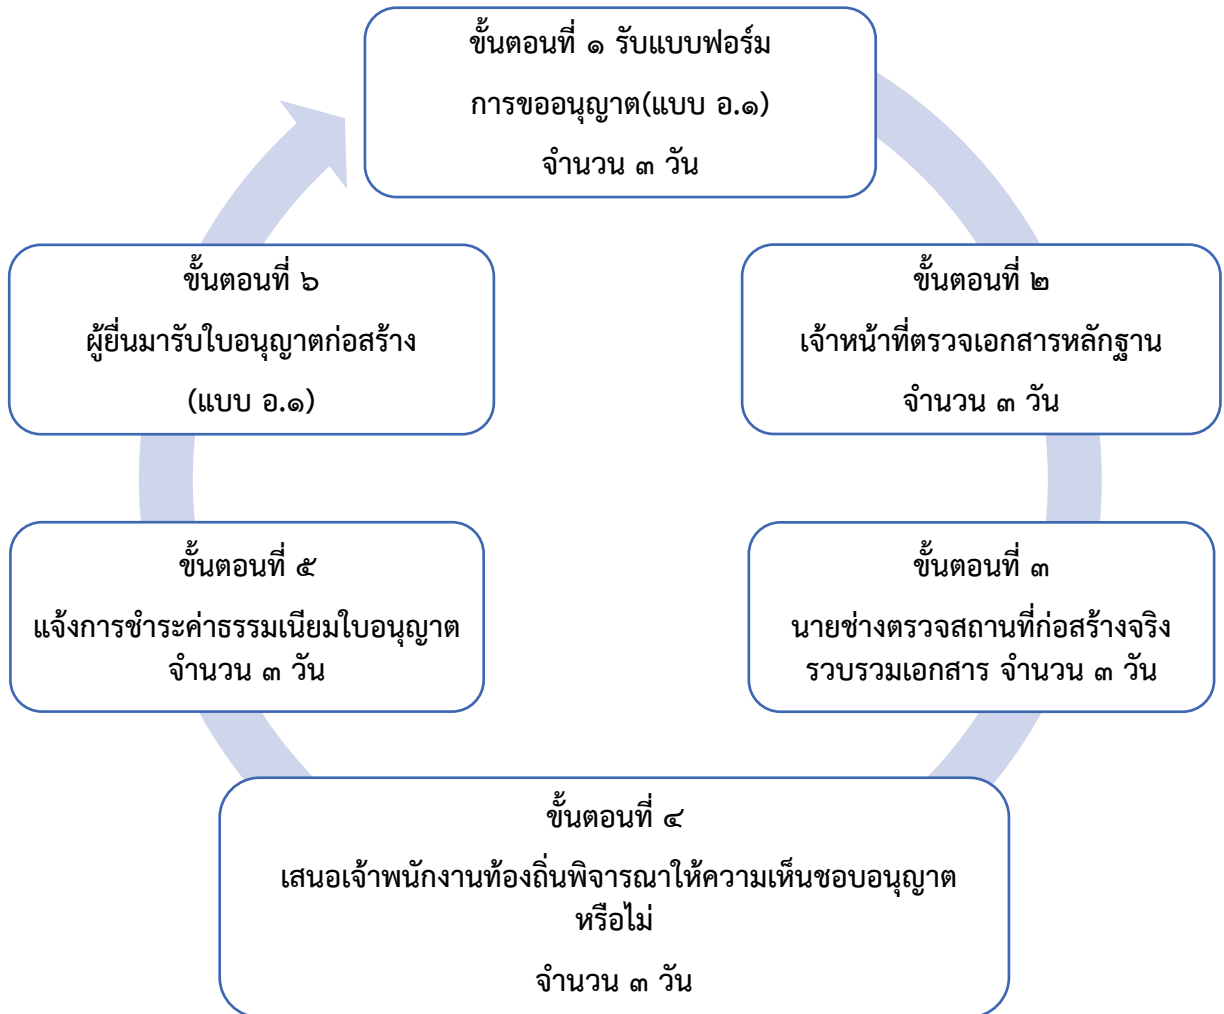 ขั้นตอนที่ ๑ รับแบบฟอร์ม
การขออนุญาต(แบบ อ.๑)
จำนวน ๓ วัน
ขั้นตอนที่ ๒
เจ้าหน้าที่ตรวจเอกสารหลักฐาน
จำนวน ๓ วัน
ขั้นตอนที่ ๓
นายช่างตรวจสถานที่ก่อสร้างจริง
รวบรวมเอกสาร จำนวน ๓ วัน
ขั้นตอนที่ ๔
เสนอเจ้าพนักงานท้องถิ่นพิจารณาให้ความเห็นชอบอนุญาต
หรือไม่
จำนวน ๓ วัน
ขั้นตอนที่ ๕
แจ้งการชำระค่าธรรมเนียมใบอนุญาต
จำนวน ๓ วัน
ขั้นตอนที่ ๖
ผู้ยื่นมารับใบอนุญาตก่อสร้าง
(แบบ อ.๑)